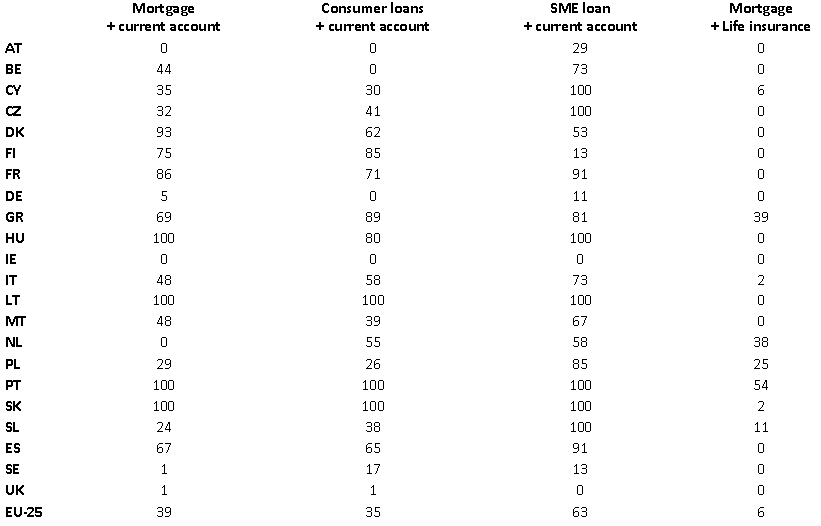 Mortgage Consumer loans SME loan Mortgage
+ current account + current account + current account + Life insurance
AT 0 0 29 0
BE 44 0 73 0
CY 35 30 100 6
CZ 32 41 100 0
DK 93 62 53 0
FI 75 85 13 0
FR 86 71 91 0
DE 5 0 11 0
GR 69 89 81 39
HU 100 80 100 0
IE 0 0 0 0
IT 48 58 73 2
LT 100 100 100 0
MT 48 39 67 0
NL 0 55 58 38
PL 29 26 85 25
PT 100 100 100 54
SK 100 100 100 2
SL 24 38 100 11
ES 67 65 91 0
SE 1 17 13 0
UK 1 1 0 0
EU-25 39 35 63 6